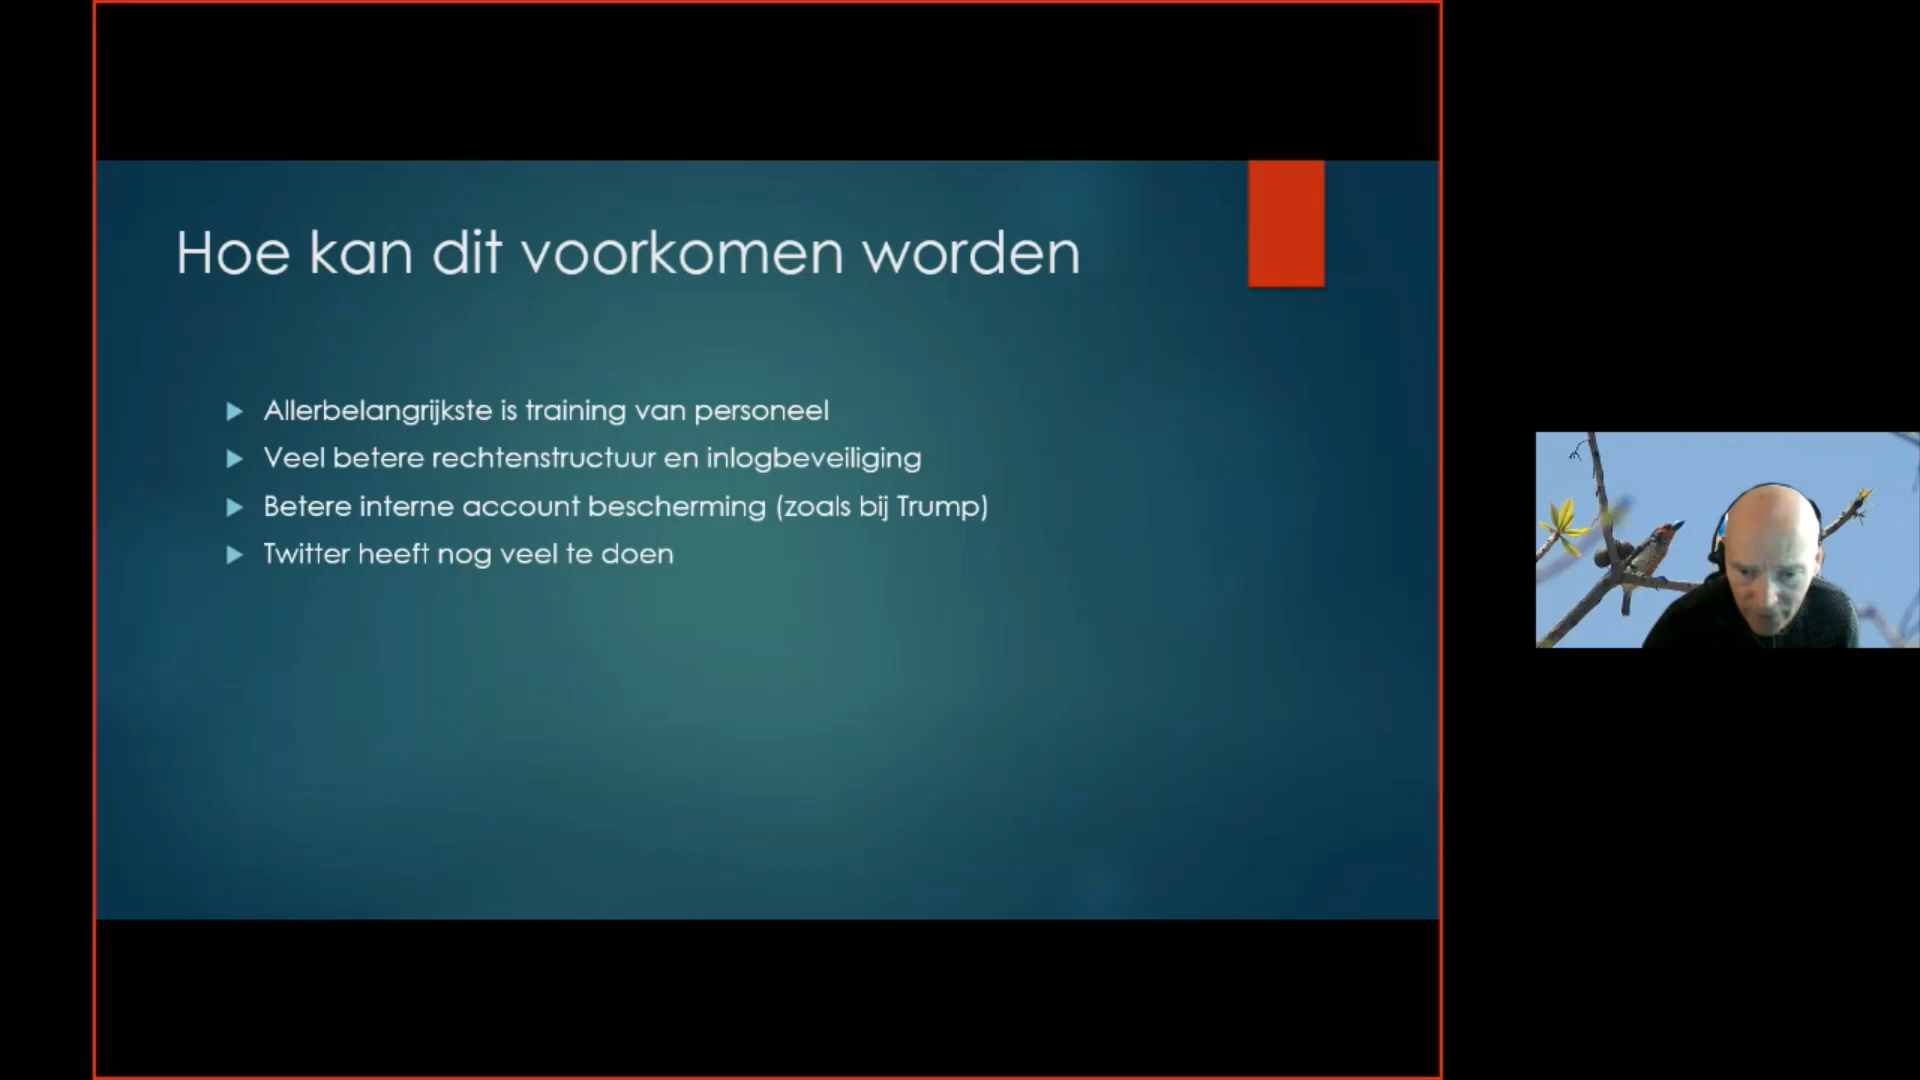 Hoe kan dit voorkomen worden
Allerbelangrijkste is training van personeel
Veel betere rechtenstructuur en inlogbeveiliging
Betere interne account bescherming (zoals bij Trump)
Twitter heeft nog veel te doen